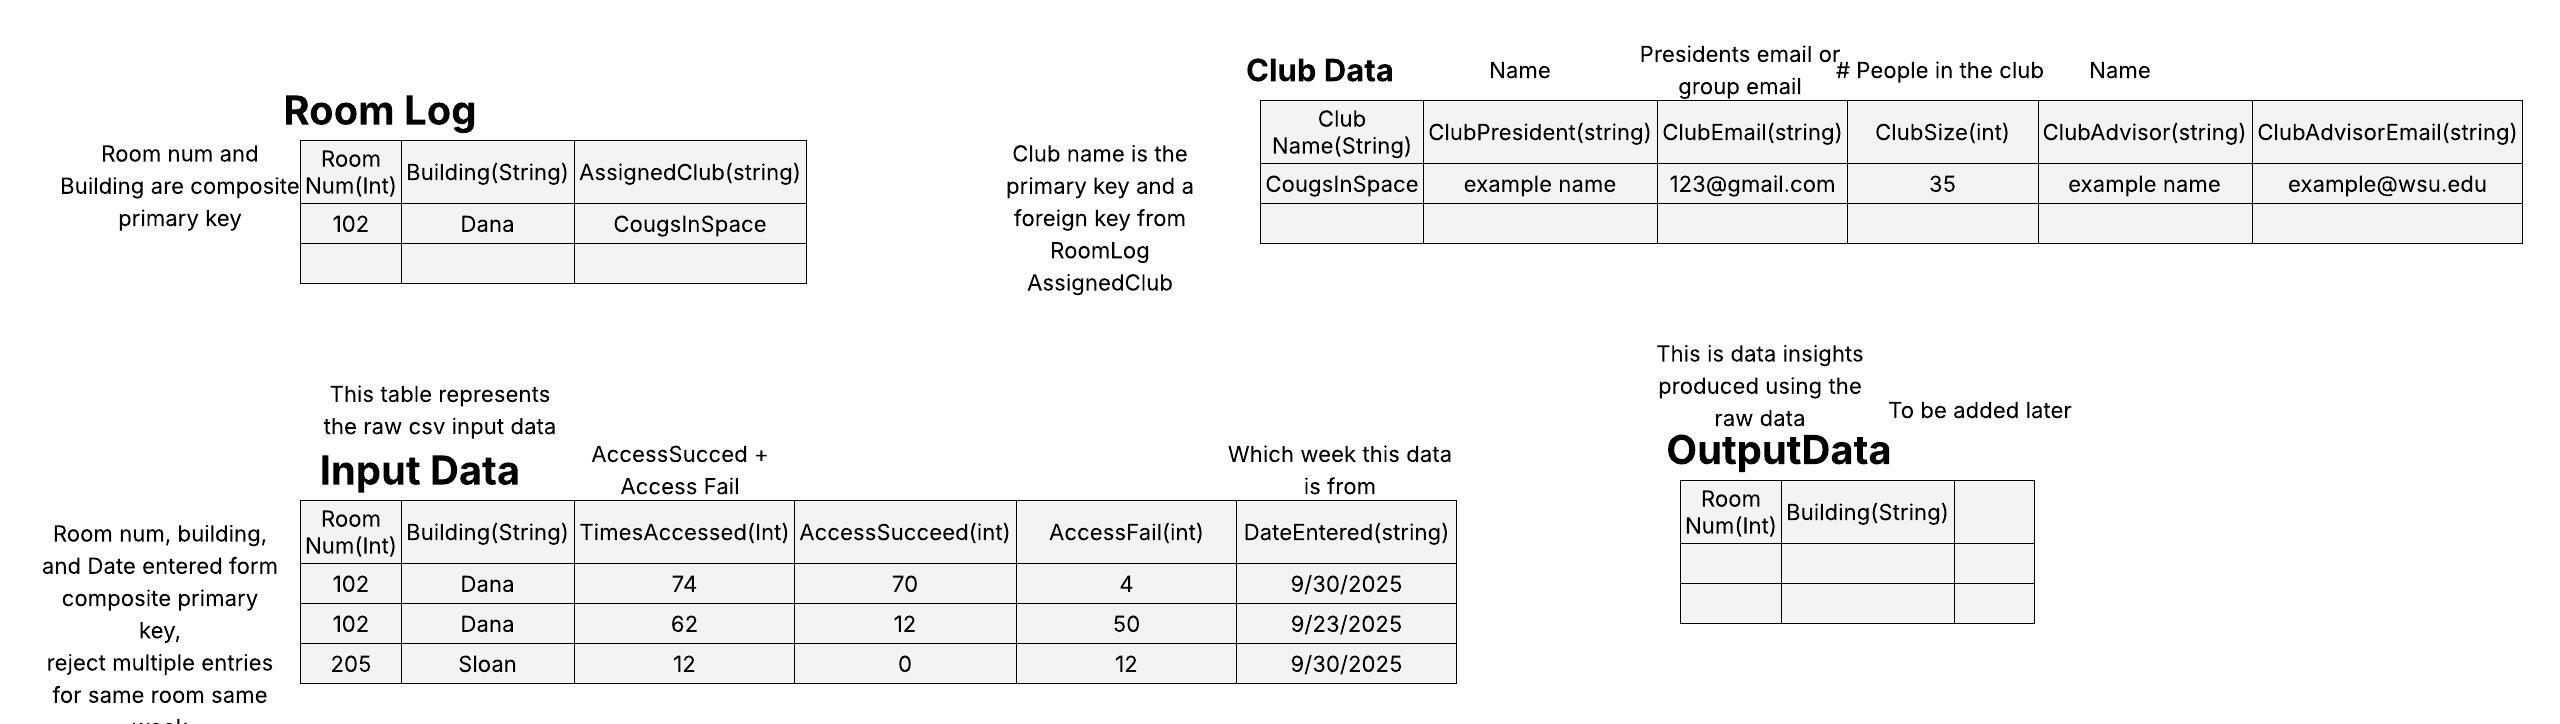 Room Log
Room num and
Building are composite
primary key
Room
Num(Int)
Building(String)
AssignedClub(string)
102
Dana
CougsInSpace
Club Data
Name
Presidents email or
group email
# People in the club
Name
Club name is the
primary key and a
foreign key from
RoomLog
AssignedClub
Club
Name(String)
ClubPresident(string)
ClubEmail(string)
ClubSize(int)
ClubAdvisor(string)
ClubAdvisorEmail(string)
CougsInSpace
example name
123@gmail.com
35
example name
example@wsu.edu
This table represents
the raw csv input data
Input Data
AccessSucced +
Access Fail
Which week this data
is from
Room num, building,
and Date entered form
composite primary
key,
reject multiple entries
for same room same
week
Room
Num(Int)
Building(String)
TimesAccessed(Int)
AccessSucceed(int)
AccessFail(int)
DateEntered(string)
102
Dana
74
70
4
9/30/2025
102
Dana
62
12
50
9/23/2025
205
Sloan
12
0
12
9/30/2025
This is data insights
produced using the
raw data
To be added later
OutputData
Room
Num(Int)
Building(String)